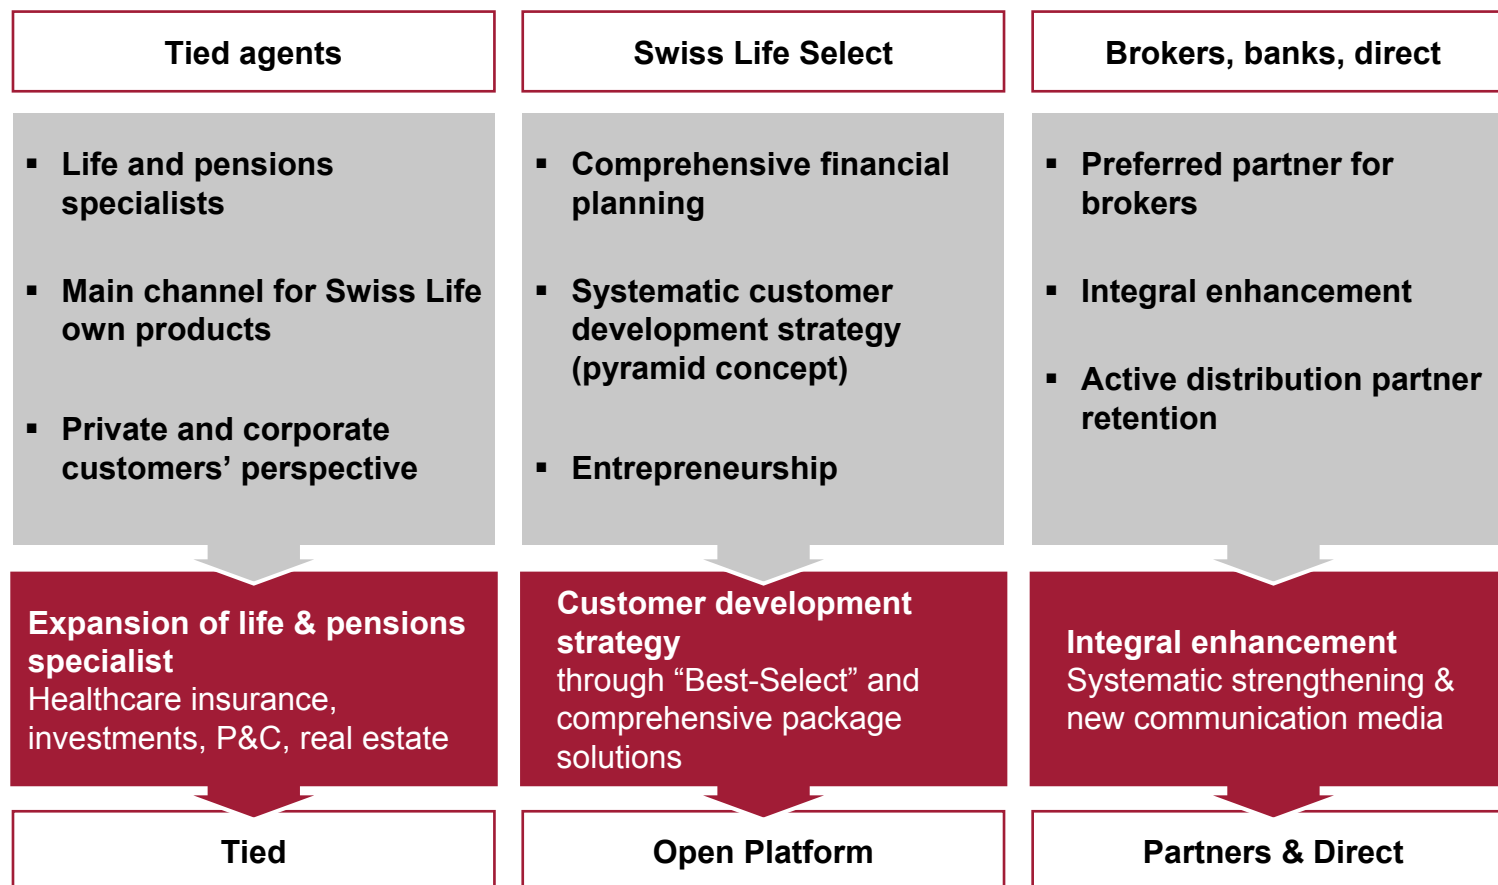 Tied agents
Swiss Life Select
Brokers, banks, direct
▪ Life and pensions
specialists
▪ Main channel for Swiss Life
own products
▪ Private and corporate
customers’ perspective
▪ Comprehensive financial
planning
▪ Systematic customer
development strategy
(pyramid concept)
▪ Entrepreneurship
▪ Preferred partner for
brokers
▪ Integral enhancement
▪ Active distribution partner
retention
Expansion of life & pensions
specialist
Healthcare insurance,
investments, P&C, real estate
Customer development
strategy
through “Best-Select” and
comprehensive package
solutions
Integral enhancement
Systematic strengthening &
new communication media
Tied
Open Platform
Partners & Direct